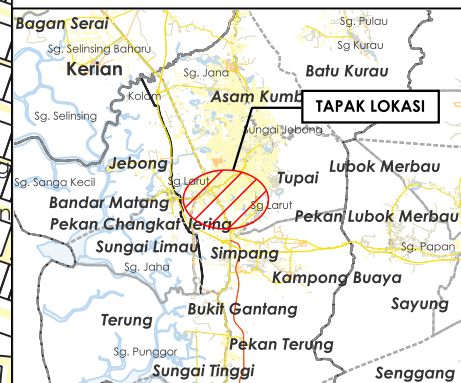 Bagan Serai
Sg. Pulau
Sg. Selinsing Baharu
Sg Kurau
Kerian
Sg. Jana
Batu Kurau
Kolam
Asam Kumb
TAPAK LOKASI
Sg. Selinsing
Sungai Jebong
Jebong
Lubok Merbau
Sg. Sanga Kecil
Sg Larut
Tupai
Bandar Matang
Sg Larut
Pekan Lubok Merbau
Pekan Changkat Jering
Sungai Limau
Simpang
Sg. Papan
Sg. Jaha
Kampong Buaya
Bukit Gantang
Sayung
Terung
Pekan Terung
Sg. Punggor
Sungai Tinggi
Senggang